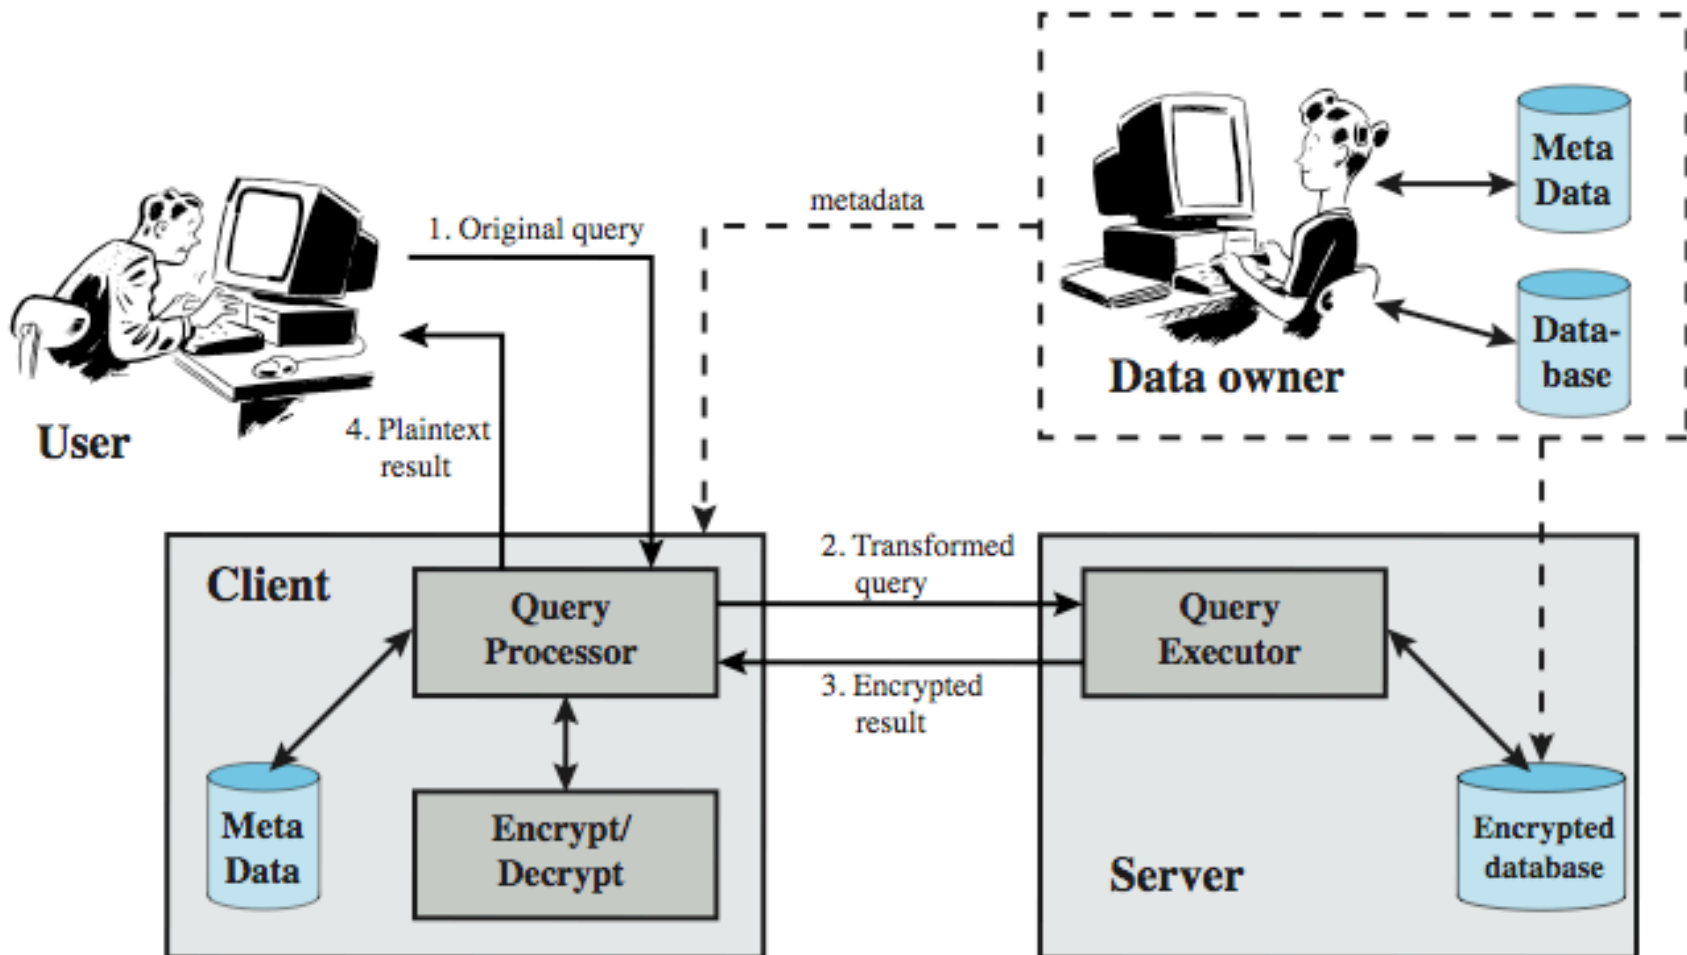 metadata
Meta
Data
1. Original query
Data-
base
Data owner
User
4. Plaintext
result
Client
Query
Processor
2. Transformed
query
Query
Executor
3. Encrypted
result
Meta
Data
Encrypt/
Decrypt
Server
Encrypted
database